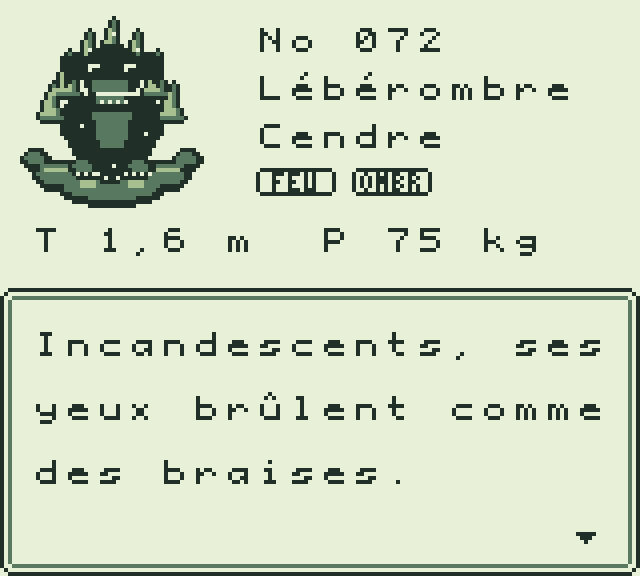 No 072
Lébérombre
Cendre
FEU OMBR
T 1,6 m P 75 kg
Incandescents, ses
yeux brûlent comme
des braises.